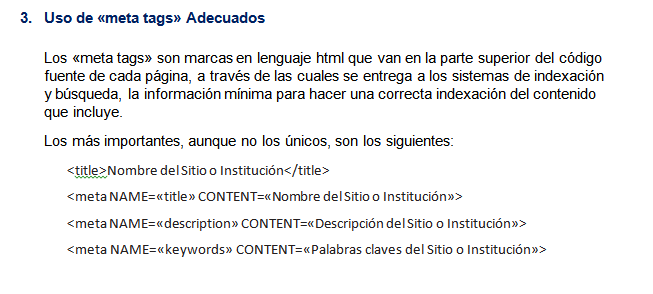 3. Uso de «meta tags» Adecuados
Los «meta tags» son marcas en lenguaje html que van en la parte superior del código
fuente de cada página, a través de las cuales se entrega a los sistemas de indexación
y búsqueda, la información mínima para hacer una correcta indexación del contenido
que incluye.
Los más importantes, aunque no los únicos, son los siguientes:
<title>Nombre del Sitio o Institución</title>
<meta NAME=«title» CONTENT=«Nombre del Sitio o Institución»>
<meta NAME=«description» CONTENT=«Descripción del Sitio o Institución»>
<meta NAME=«keywords» CONTENT=«Palabras claves del Sitio o Institución»>